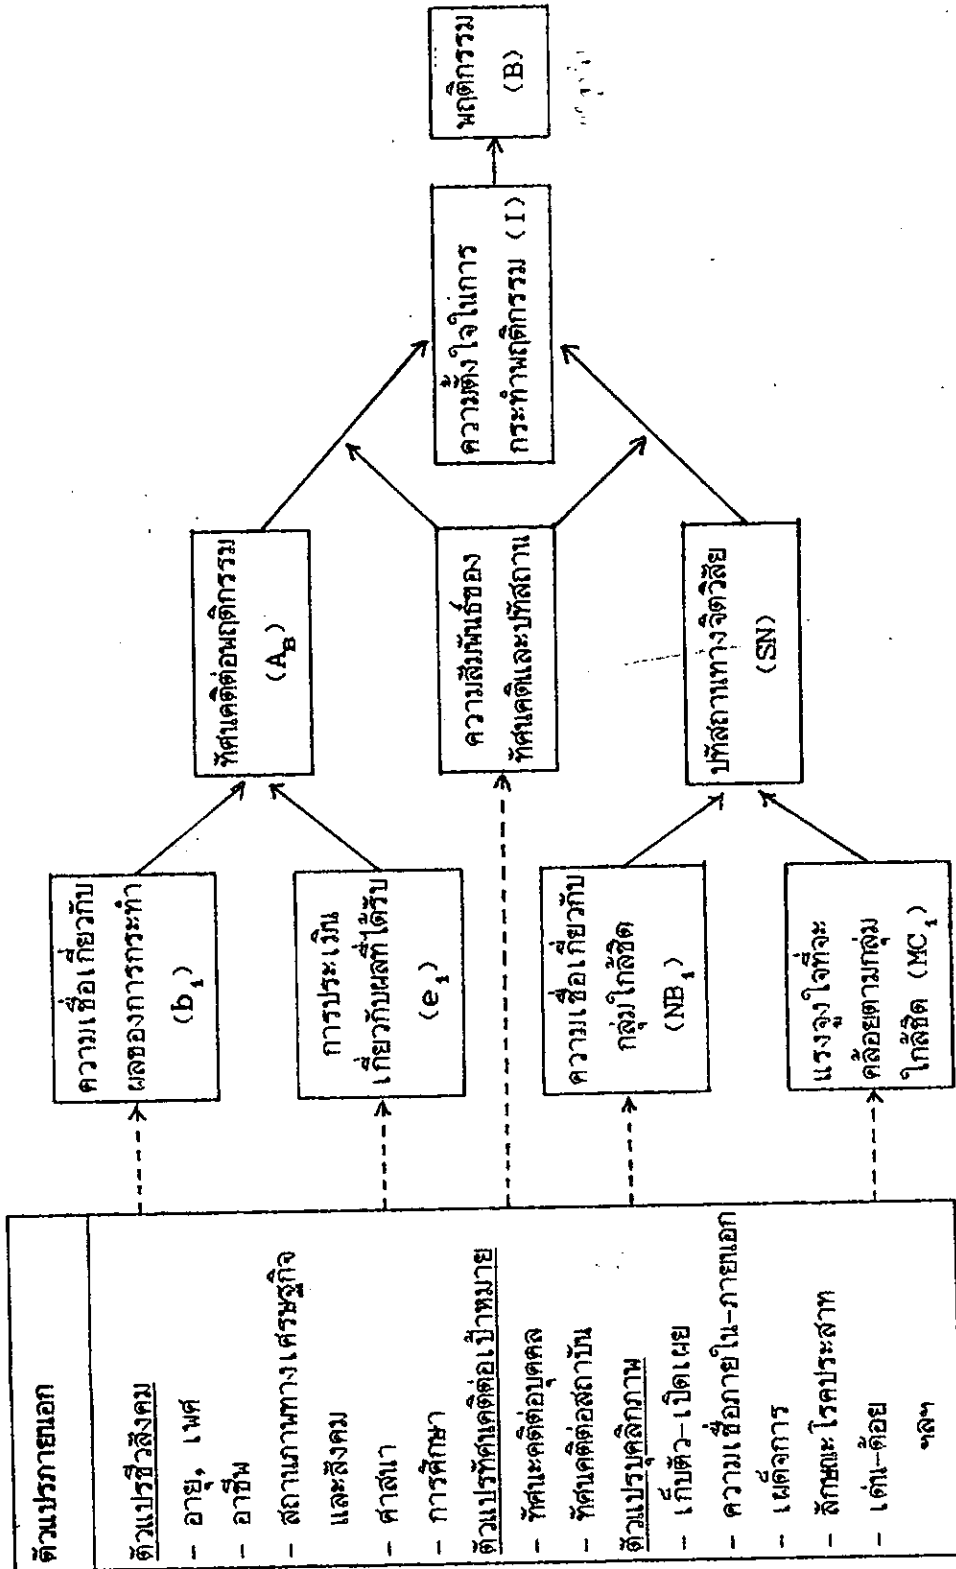 ตัวแปรภายนอก
ตัวแปรชีวสังคม
- อายุ, เพศ
- อาชีพ
- สถานภาพทางเศรษฐกิจ
และสังคม
- ศาสนา
- การศึกษา
ตัวแปรทัศนคติต่อเป้าหมาย
- ทัศนะคติต่อบุคคล
- ทัศนคติต่อสถาบัน
ตัวแปรบุคลิกภาพ
- เก็บตัว-เปิดเผย
- ความเชื่อภายใน-ภายนอก
- เผด็จการ
- ลักษณะโรคประสาท
- เด่น-ด้อย
ฯลฯ
ความเชื่อเกี่ยวกับ
ผลของการกระทำ
(b₁)
การประเมิน
เกี่ยวกับผลที่ได้รับ
(e₁)
ความเชื่อเกี่ยวกับ
กลุ่มใกล้ชิด
(NB₁)
แรงจูงใจที่จะ
คล้อยตามกลุ่ม
ใกล้ชิด (MC₁)
ทัศนคติต่อพฤติกรรม
(A_B)
ความสัมพันธ์ของ
ทัศนคติและปทัสถาน
ปทัสถานทางจิตวิสัย
(SN)
ความตั้งใจในการ
กระทำพฤติกรรม (I)
พฤติกรรม
(B)